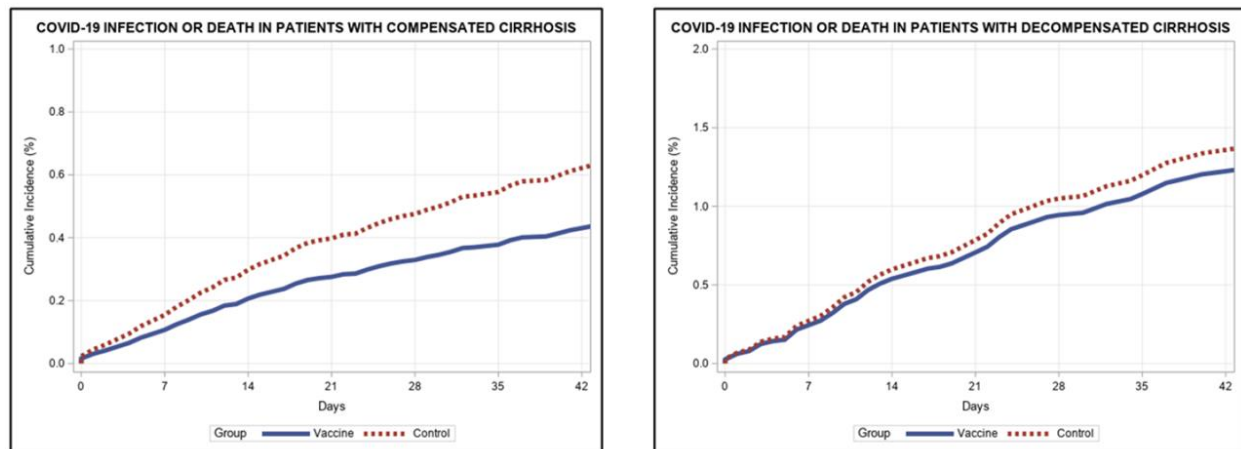 COVID-19 INFECTION OR DEATH IN PATIENTS WITH COMPENSATED CIRRHOSIS
1.0
0.8
0.6
0.4
0.2
0.0
Cumulative Incidence (%)
0 7 14 21 28 35 42
Days
Group Vaccine Control
COVID-19 INFECTION OR DEATH IN PATIENTS WITH DECOMPENSATED CIRRHOSIS
2.0
1.5
1.0
0.5
0.0
Cumulative Incidence (%)
0 7 14 21 28 35 42
Days
Group Vaccine Control